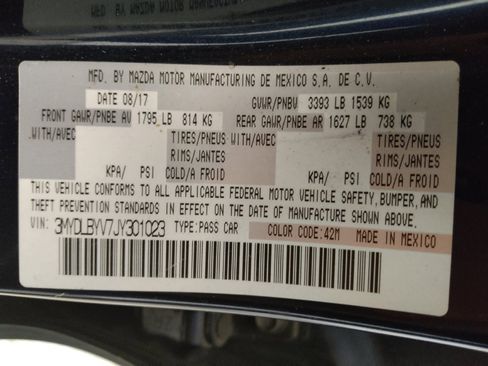 MFD. BY MAZDA MOTOR MANUFACTURING DE MEXICO S.A. DE C.V.
DATE 08/17 GVWR/PNBV 3393 LB 1539 KG
FRONT GAWR/PNBE AV 1795 LB 814 KG REAR GAWR/PNBE AR 1627 LB 738 KG
WITH/AVEC TIRES/PNEUS WITH/AVEC TIRES/PNEUS
RIMS/JANTES RIMS/JANTES
KPA/ PSI COLD/A FROID KPA/ PSI COLD/A FROID
THIS VEHICLE CONFORMS TO ALL APPLICABLE FEDERAL MOTOR VEHICLE SAFETY, BUMPER, AND
THEFT PREVENTION STANDARDS IN EFFECT ON THE DATE OF MANUFACTURE SHOWN ABOVE.
VIN: 3MYDLBYV7JY301023 TYPE:PASS CAR COLOR CODE:42M MADE IN MEXICO